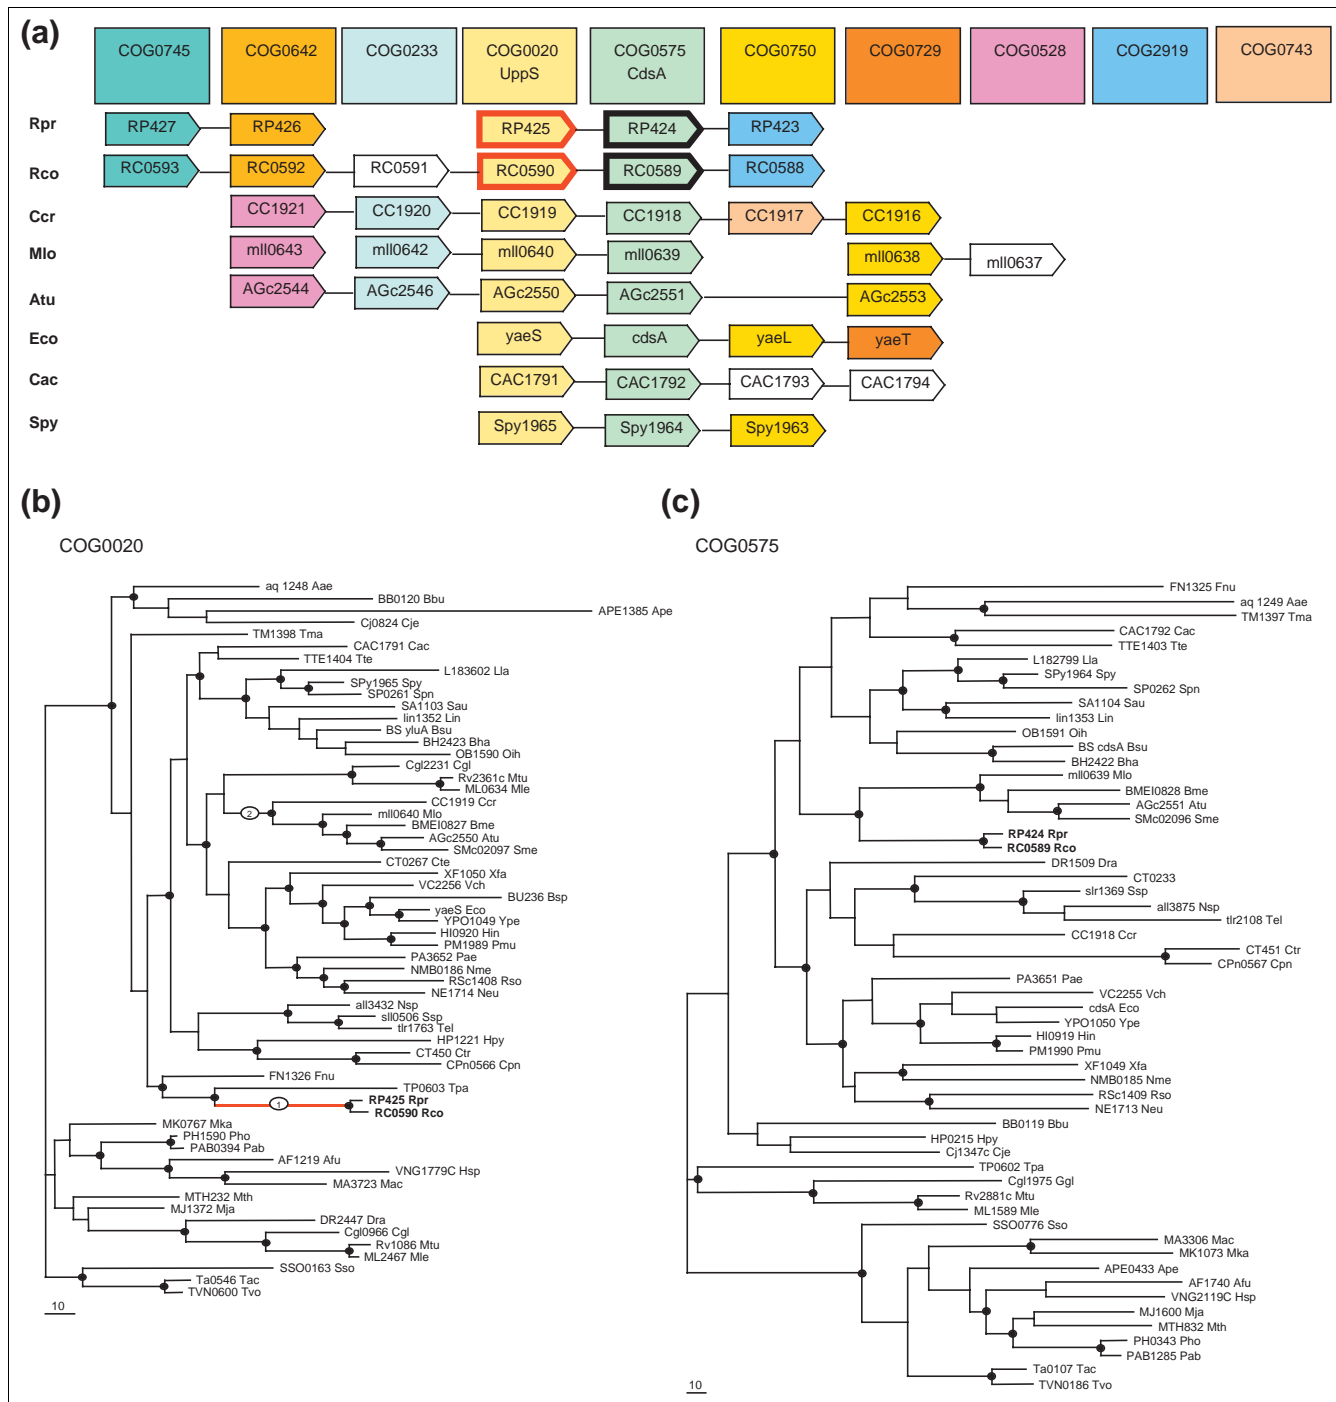 (a)
COG0745 COG0642 COG0233 COG0020 COG0575 COG0750 COG0729 COG0528 COG2919 COG0743
UppS CdsA
Rpr RP427 RP426 RP425 RP424 RP423
Rco RC0593 RC0592 RC0591 RC0590 RC0589 RC0588
Ccr CC1921 CC1920 CC1919 CC1918 CC1917 CC1916
Mlo mll0643 mll0642 mll0640 mll0639 mll0638 mll0637
Atu AGc2544 AGc2546 AGc2550 AGc2551 AGc2553
Eco yaeS cdsA yaeL yaeT
Cac CAC1791 CAC1792 CAC1793 CAC1794
Spy Spy1965 Spy1964 Spy1963
(b)
COG0020
aq 1248 Aae
BB0120 Bbu
APE1385 Ape
Cj0824 Cje
TM1398 Tma
CAC1791 Cac
TTE1404 Tte
L183602 Lla
SPy1965 Spy
SP0261 Spn
SA1103 Sau
lin1352 Lin
BS yluA Bsu
BH2423 Bha
OB1590 Oih
Cgl2231 Cgl
Rv2361c Mtu
ML0634 Mle
CC1919 Ccr
2
mll0640 Mlo
BMEI0827 Bme
AGc2550 Atu
SMc02097 Sme
CT0267 Cte
XF1050 Xfa
VC2256 Vch
BU236 Bsp
yaeS Eco
YPO1049 Ype
HI0920 Hin
PM1989 Pmu
PA3652 Pae
NMB0186 Nme
RSc1408 Rso
NE1714 Neu
all3432 Nsp
sll0506 Ssp
tlr1763 Tel
HP1221 Hpy
CT450 Ctr
CPn0566 Cpn
FN1326 Fnu
TP0603 Tpa
RP425 Rpr
1
RC0590 Rco
MK0767 Mka
PH1590 Pho
PAB0394 Pab
AF1219 Afu
VNG1779C Hsp
MA3723 Mac
MTH232 Mth
MJ1372 Mja
DR2447 Dra
Cgl0966 Cgl
Rv1086 Mtu
ML2467 Mle
SSO0163 Sso
Ta0546 Tac
TVN0600 Tvo
10
(c)
COG0575
FN1325 Fnu
aq 1249 Aae
TM1397 Tma
CAC1792 Cac
TTE1403 Tte
L182799 Lla
SPy1964 Spy
SP0262 Spn
SA1104 Sau
lin1353 Lin
OB1591 Oih
BS cdsA Bsu
BH2422 Bha
mll0639 Mlo
BMEI0828 Bme
AGc2551 Atu
SMc02096 Sme
RP424 Rpr
RC0589 Rco
DR1509 Dra
CT0233
slr1369 Ssp
all3875 Nsp
tlr2108 Tel
CC1918 Ccr
CT451 Ctr
CPn0567 Cpn
PA3651 Pae
VC2255 Vch
cdsA Eco
YPO1050 Ype
HI0919 Hin
PM1990 Pmu
XF1049 Xfa
NMB0185 Nme
RSc1409 Rso
NE1713 Neu
BB0119 Bbu
HP0215 Hpy
Cj1347c Cje
TP0602 Tpa
Cgl1975 Ggl
Rv2881c Mtu
ML1589 Mle
SSO0776 Sso
MA3306 Mac
MK1073 Mka
APE0433 Ape
AF1740 Afu
VNG2119C Hsp
MJ1600 Mja
MTH832 Mth
PH0343 Pho
PAB1285 Pab
Ta0107 Tac
TVN0186 Tvo
10